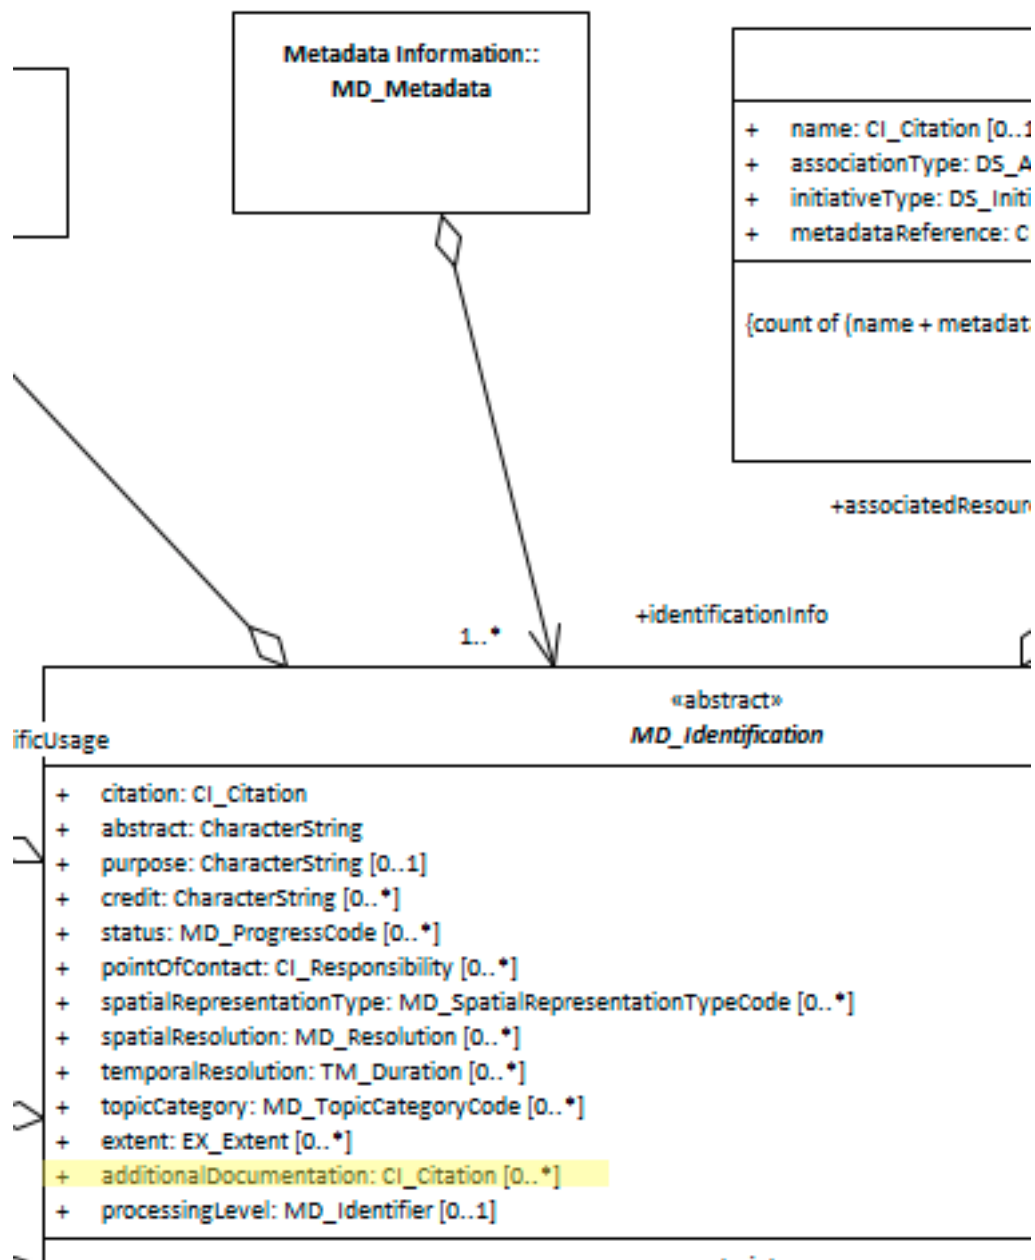 Metadata Information::
MD_Metadata
+ name: CI_Citation [0..1
+ associationType: DS_A
+ initiativeType: DS_Initi
+ metadataReference: C
{count of (name + metadat
+associatedResour
+identificationInfo
1..*
«abstract»
MD_Identification
ificUsage
+ citation: CI_Citation
+ abstract: CharacterString
+ purpose: CharacterString [0..1]
+ credit: CharacterString [0..*]
+ status: MD_ProgressCode [0..*]
+ pointOfContact: CI_Responsibility [0..*]
+ spatialRepresentationType: MD_SpatialRepresentationTypeCode [0..*]
+ spatialResolution: MD_Resolution [0..*]
+ temporalResolution: TM_Duration [0..*]
+ topicCategory: MD_TopicCategoryCode [0..*]
+ extent: EX_Extent [0..*]
+ additionalDocumentation: CI_Citation [0..*]
+ processingLevel: MD_Identifier [0..1]